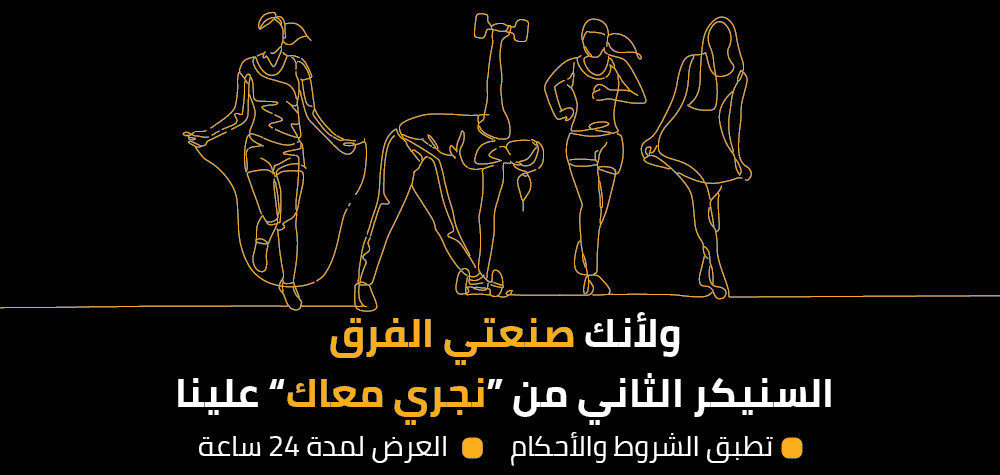 ولأنك صنعتي الفرق
السنيكر الثاني من ”نجري معاك“ علينا
تطبق الشروط والأحكام العرض لمدة 24 ساعة